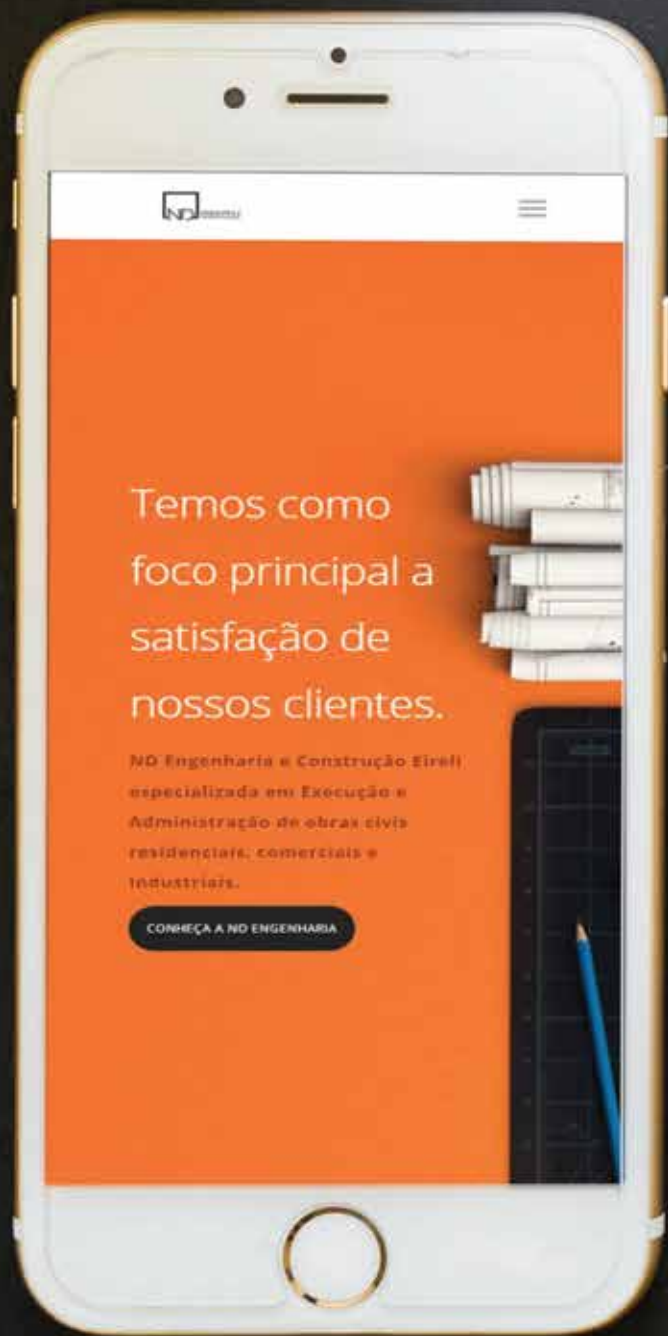 ND
Temos como
foco principal a
satisfação de
nossos clientes.
ND Engenharia e Construção Eireli
especializada em Execução e
Administração de obras civis
residenciais, comerciais e
Industriais.
CONHEÇA A ND ENGENHARIA